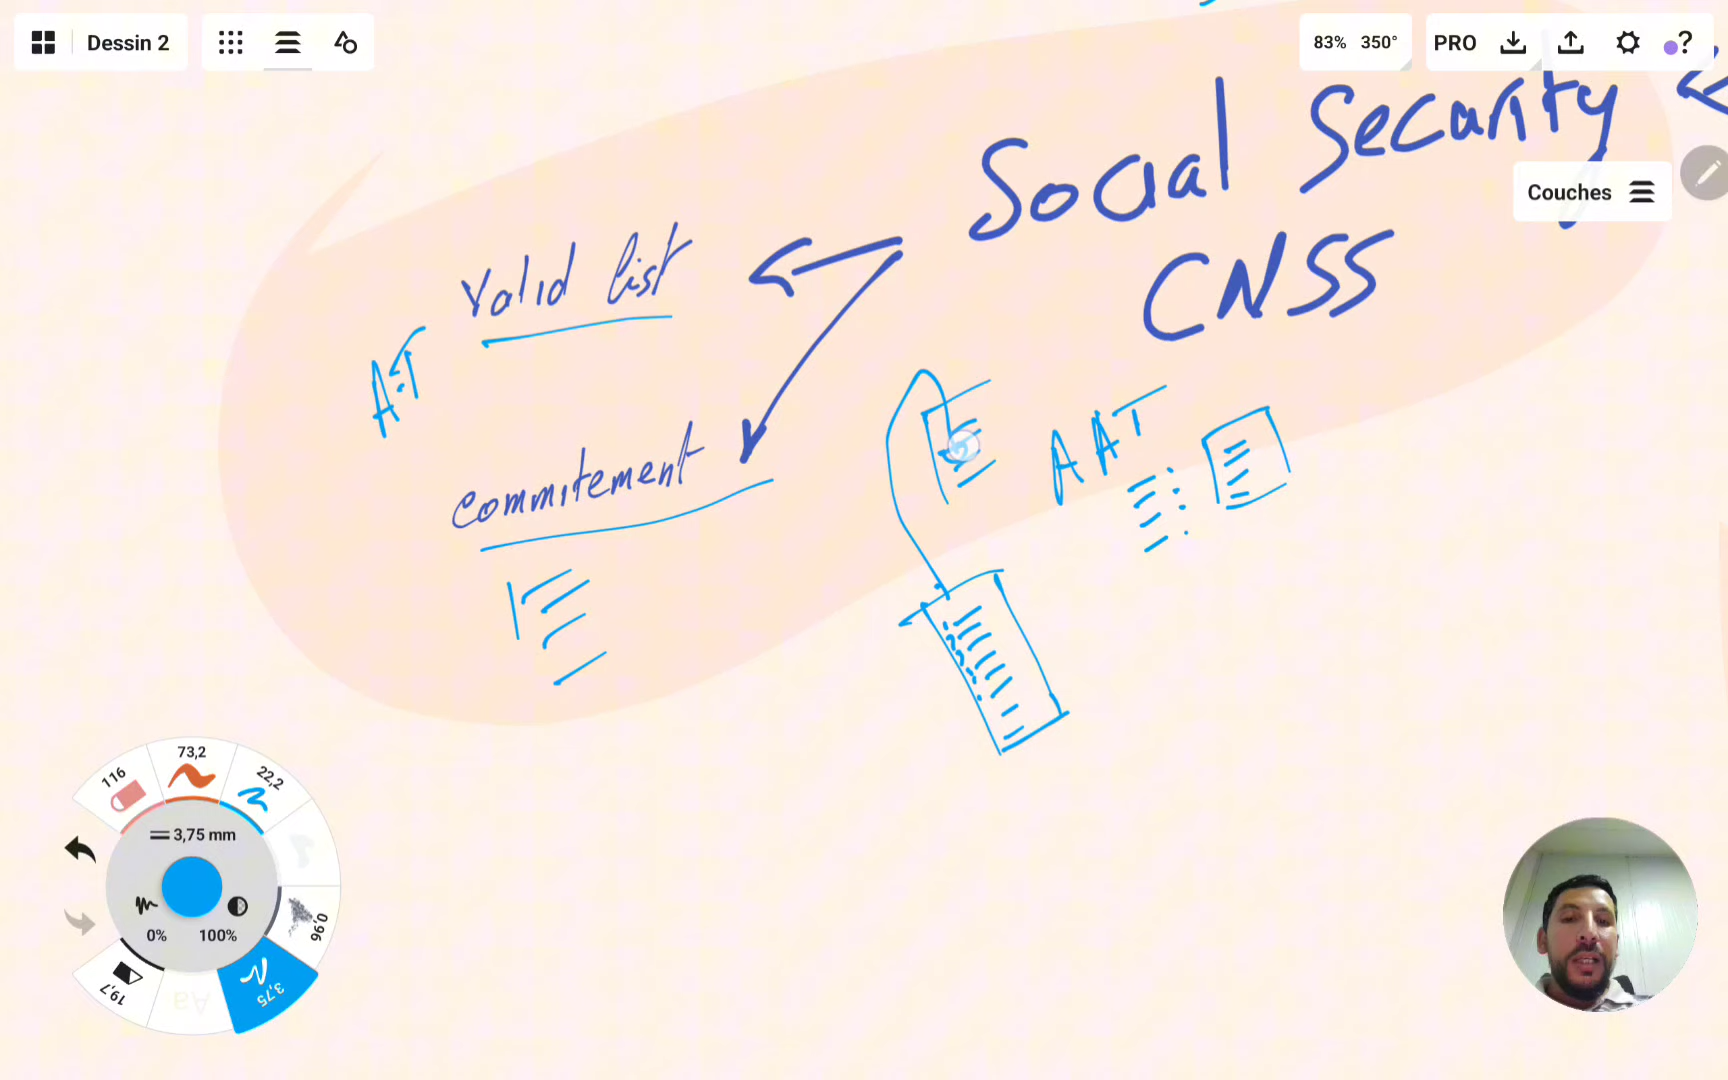 Dessin 2
83% 350° PRO ?
Social Security
Couches
CNSS
Valid list
A.T
commitement
AAT
116
73,2
22,2
3,75 mm
0% 100%
0,96
3,75
Aa
19,7